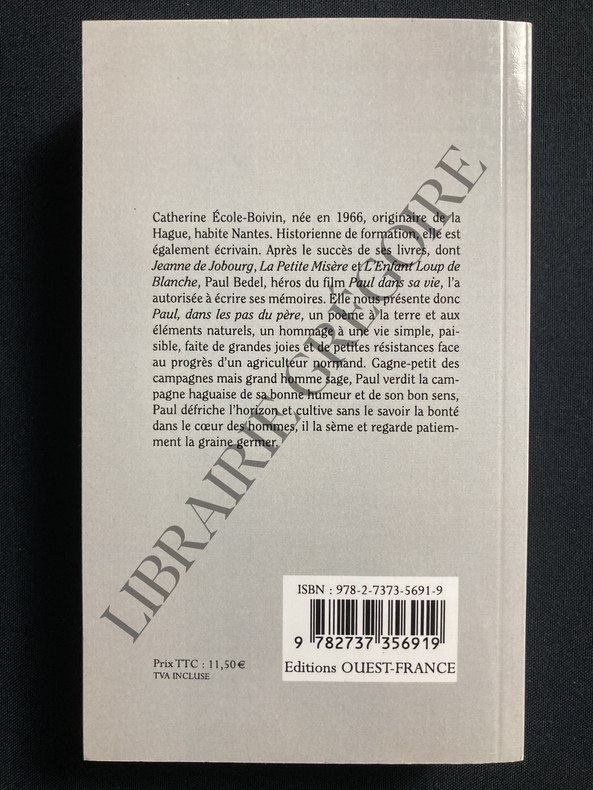 Catherine École-Boivin, née en 1966, originaire de la
Hague, habite Nantes. Historienne de formation, elle est
également écrivain. Après le succès de ses livres, dont
Jeanne de Jobourg, La Petite Misère et L'Enfant Loup de
Blanche, Paul Bedel, héros du film Paul dans sa vie, l'a
autorisée à écrire ses mémoires. Elle nous présente donc
Paul, dans les pas du père, un poème à la terre et aux
éléments naturels, un hommage à une vie simple, pai-
sible, faite de grandes joies et de petites résistances face
au progrès d'un agriculteur normand. Gagne-petit des
campagnes mais grand homme sage, Paul verdit la cam-
pagne haguaise de sa bonne humeur et de son bon sens,
Paul défriche l'horizon et cultive sans le savoir la bonté
dans le cœur des hommes, il la sème et regarde patiem-
ment la graine germer.
LIBRAIRIE GRÉGOIRE
ISBN : 978-2-7373-5691-9
9 782737 356919
Editions OUEST-FRANCE
Prix TTC : 11,50 €
TVA INCLUSE